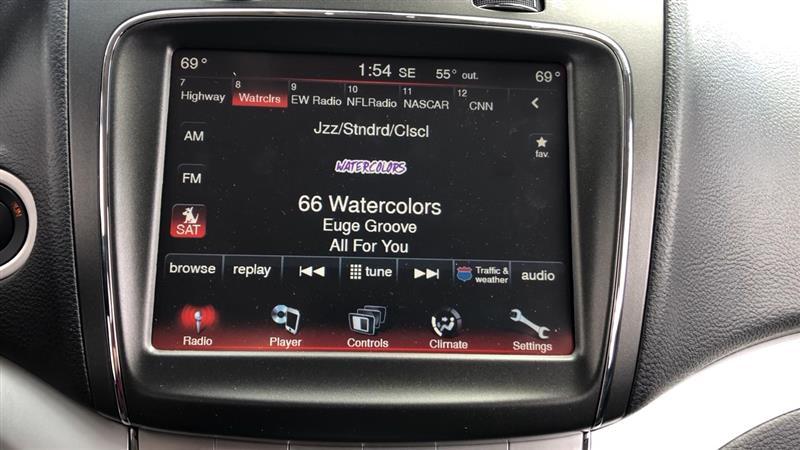 69° 1:54 SE 55° out. 69°
7 8 9 10 11 12
Highway Watrclrs EW Radio NFLRadio NASCAR CNN
Jzz/Stndrd/Clscl
AM
fav.
WATERCOLORS
FM
66 Watercolors
SAT
Euge Groove
All For You
browse replay tune Traffic & weather audio
Radio Player Controls Climate Settings